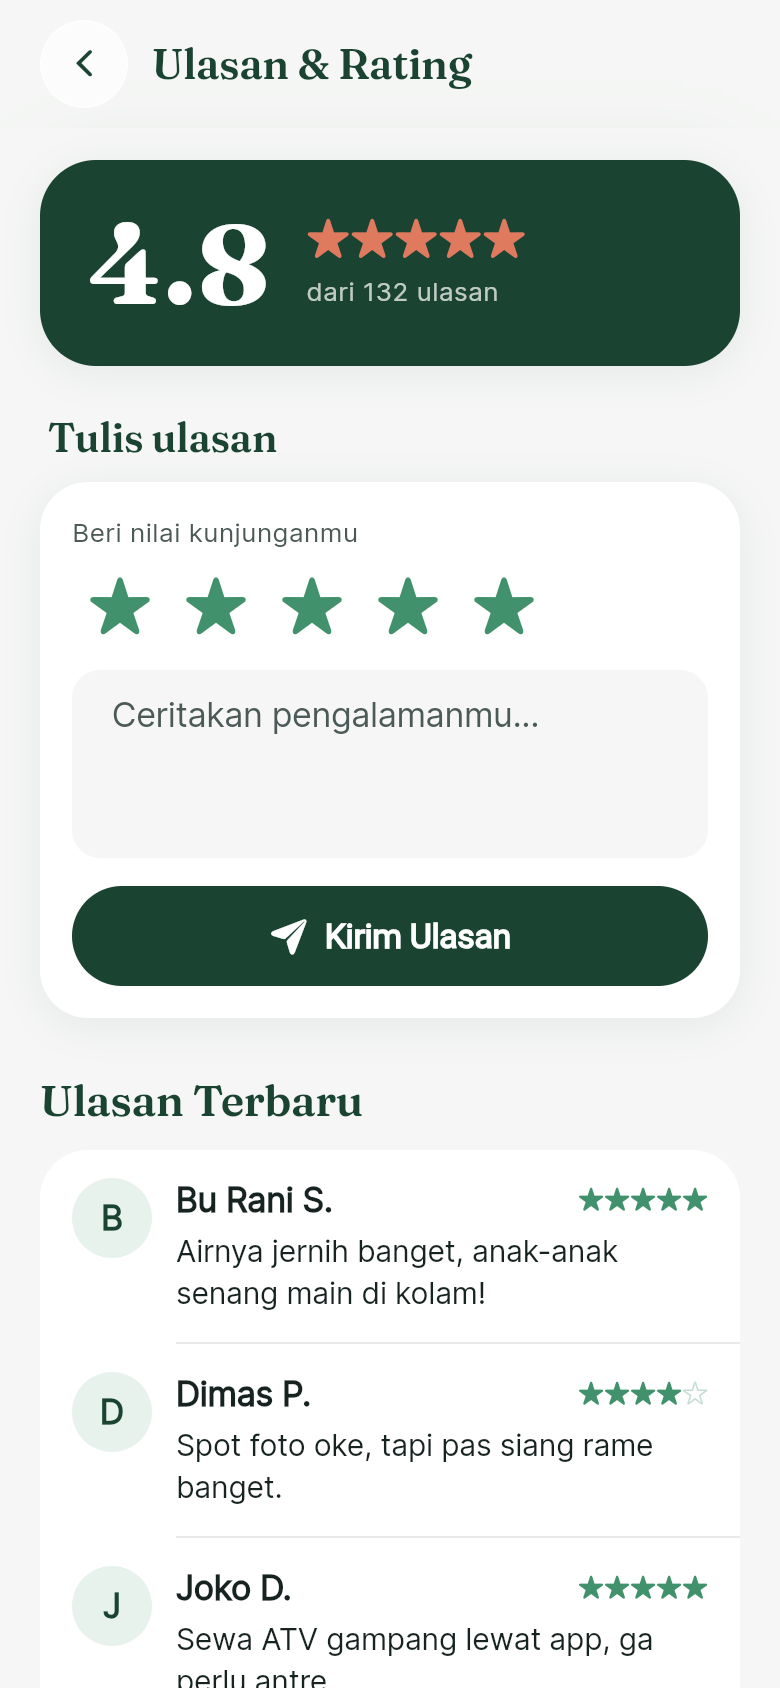 Ulasan & Rating
4.8
dari 132 ulasan
Tulis ulasan
Beri nilai kunjunganmu
Ceritakan pengalamanmu...
Kirim Ulasan
Ulasan Terbaru
B
Bu Rani S.
Airnya jernih banget, anak-anak
senang main di kolam!
D
Dimas P.
Spot foto oke, tapi pas siang rame
banget.
J
Joko D.
Sewa ATV gampang lewat app, ga
perlu antre